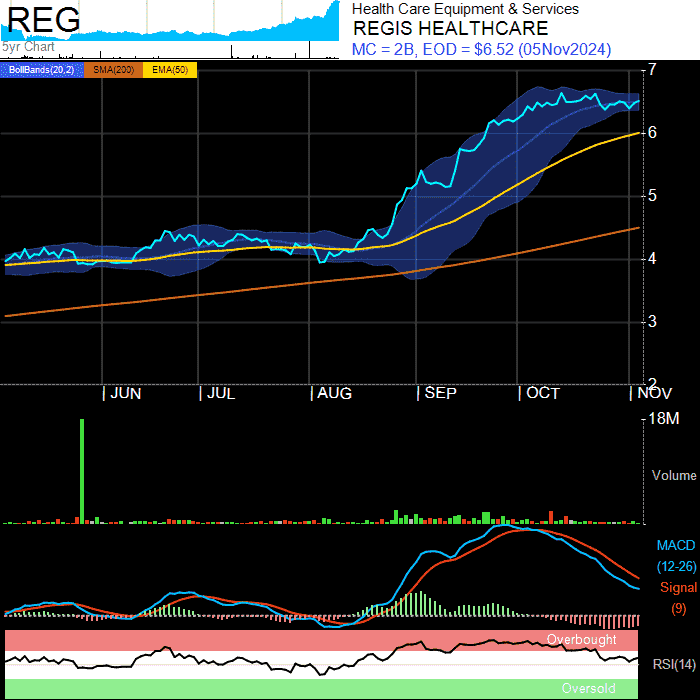 REG
5yr Chart
Health Care Equipment & Services
REGIS HEALTHCARE
MC = 2B, EOD = $6.52 (05Nov2024)
BollBands(20,2) SMA(200) EMA(50)
7
6
5
4
3
2
JUN JUL AUG SEP OCT NOV
18M
Volume
MACD
(12-26)
Signal
(9)
Overbought
RSI(14)
Oversold